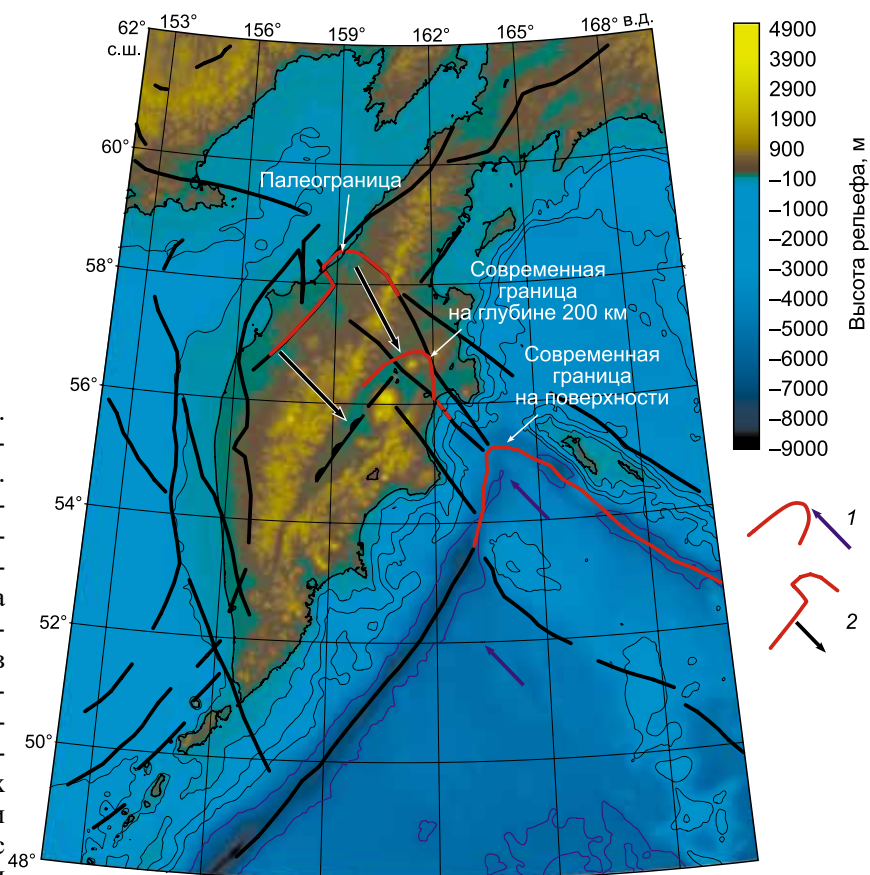 62° 153° 156° 159° 162° 165° 168° в.д.
с.ш.
60°
58°
56°
54°
52°
50°
48°
Палеограница
Современная
граница
на глубине 200 км
Современная
граница
на поверхности
4900
3900
2900
1900
900
–100
–1000
–2000
–3000
–4000
–5000
–6000
–7000
–8000
–9000
Высота рельефа, м
1
2
.
-
.
-
-
-
а
-
в
-
-
-
х
и
с